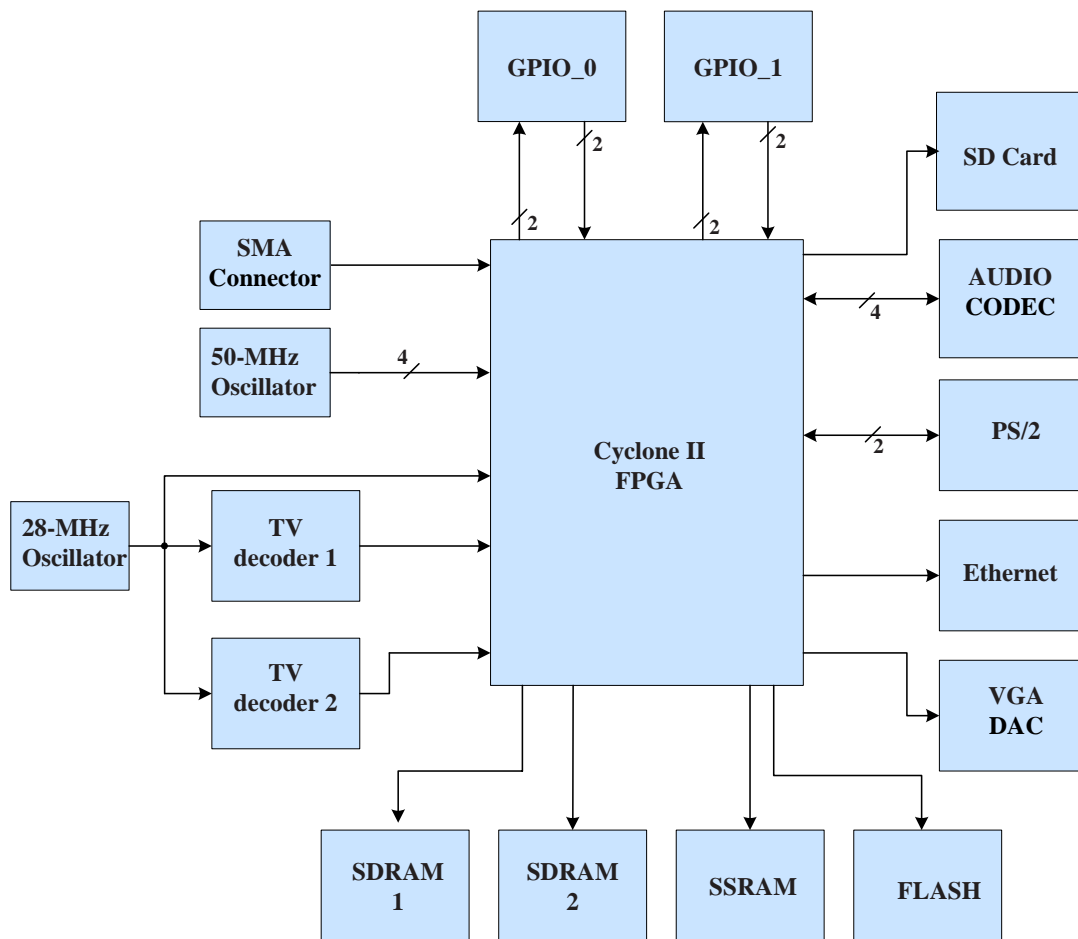 GPIO_0
GPIO_1
SD Card
2
2
2
2
SMA
Connector
AUDIO
CODEC
4
50-MHz
Oscillator
4
PS/2
2
Cyclone II
FPGA
28-MHz
Oscillator
TV
decoder 1
Ethernet
TV
decoder 2
VGA
DAC
SDRAM
1
SDRAM
2
SSRAM
FLASH